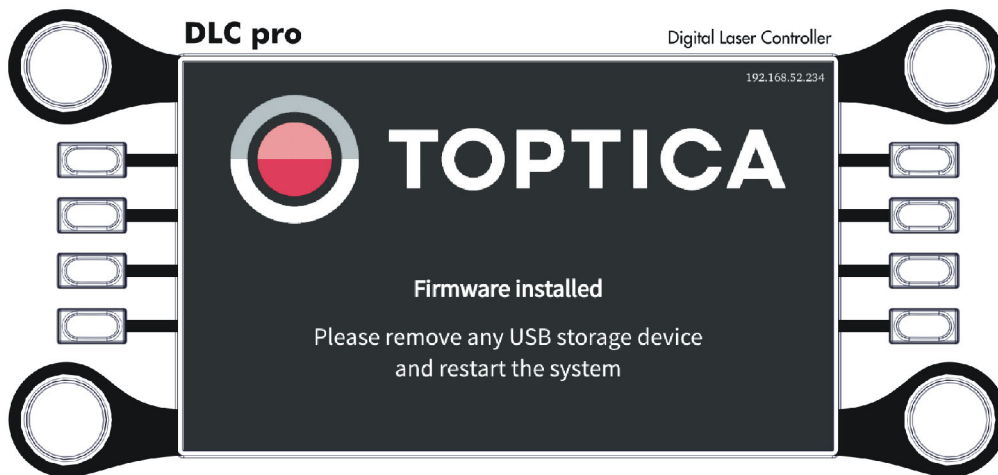 DLC pro
Digital Laser Controller
192.168.52.234
TOPTICA
Firmware installed
Please remove any USB storage device
and restart the system